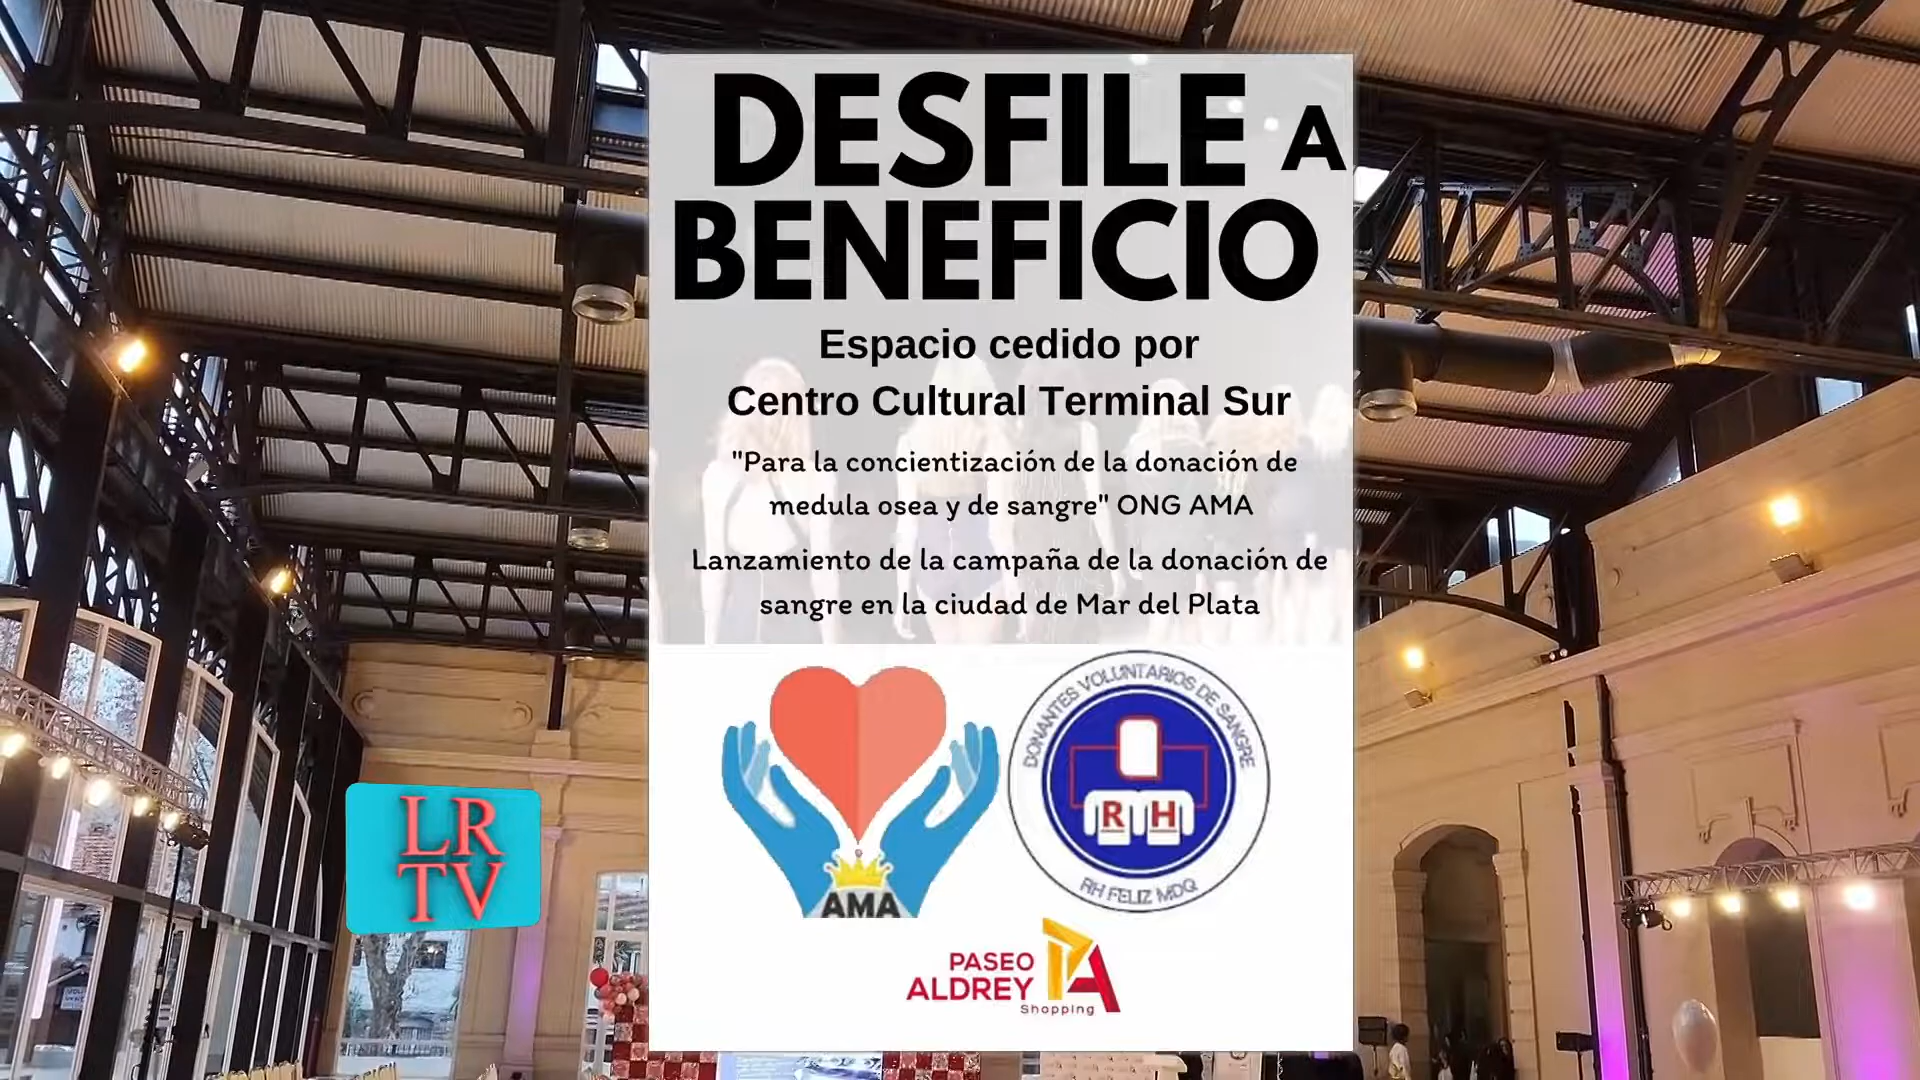 DESFILE A
BENEFICIO
Espacio cedido por
Centro Cultural Terminal Sur
"Para la concientización de la donación de
medula osea y de sangre" ONG AMA
Lanzamiento de la campaña de la donación de
sangre en la ciudad de Mar del Plata
DONANTES VOLUNTARIOS DE SANGRE
R H
RH FELIZ MDQ
AMA
LR
TV
PASEO
ALDREY
Shopping